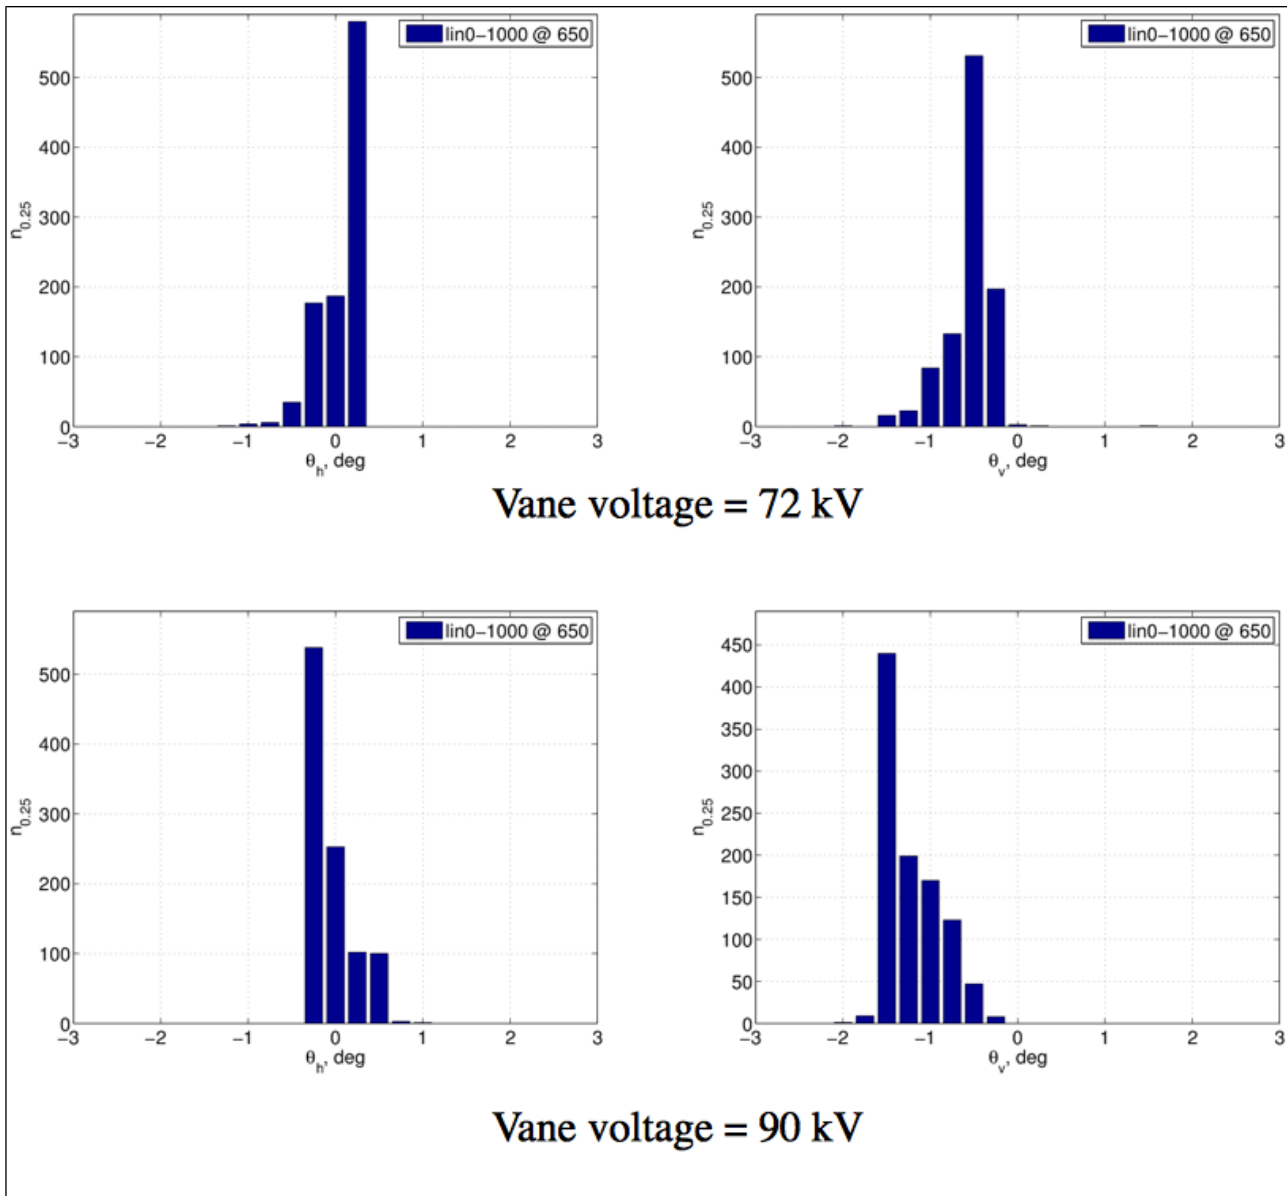 lin0-1000 @ 650
500
400
300
200
100
0
n0.25
-3 -2 -1 0 1 2 3
θh, deg
lin0-1000 @ 650
500
400
300
200
100
0
n0.25
-3 -2 -1 0 1 2 3
θv, deg
Vane voltage = 72 kV
lin0-1000 @ 650
500
400
300
200
100
0
n0.25
-3 -2 -1 0 1 2 3
θh, deg
lin0-1000 @ 650
450
400
350
300
250
200
150
100
50
0
n0.25
-3 -2 -1 0 1 2 3
θv, deg
Vane voltage = 90 kV